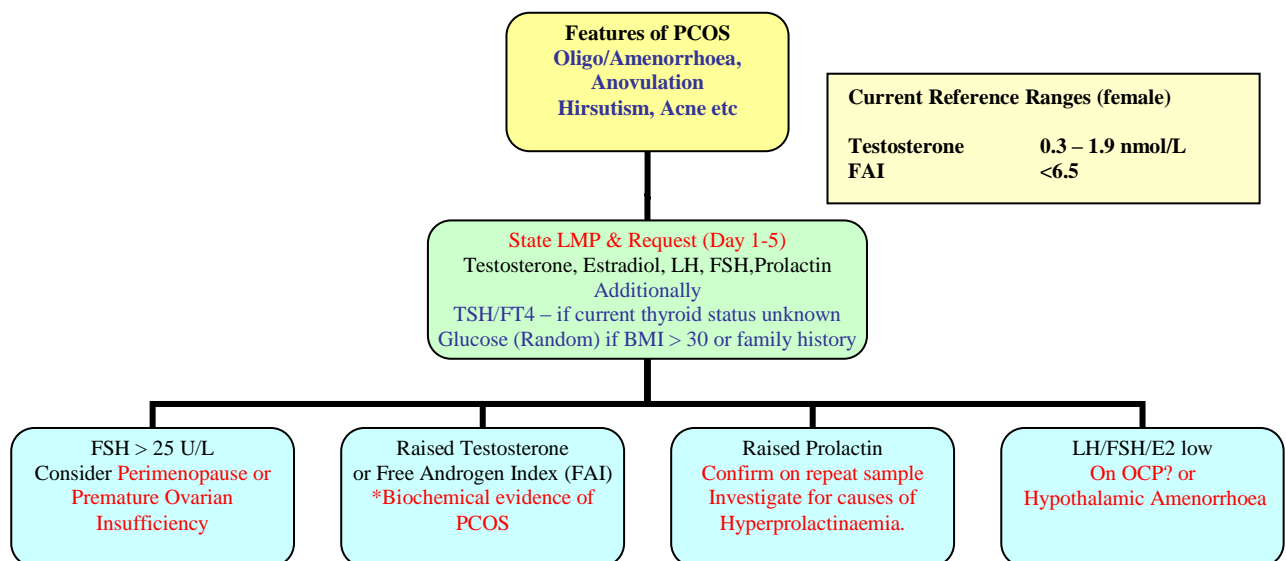 Features of PCOS
Oligo/Amenorrhoea,
Anovulation
Hirsutism, Acne etc
Current Reference Ranges (female)
Testosterone 0.3 – 1.9 nmol/L
FAI <6.5
State LMP & Request (Day 1-5)
Testosterone, Estradiol, LH, FSH,Prolactin
Additionally
TSH/FT4 – if current thyroid status unknown
Glucose (Random) if BMI > 30 or family history
FSH > 25 U/L
Consider Perimenopause or
Premature Ovarian
Insufficiency
Raised Testosterone
or Free Androgen Index (FAI)
*Biochemical evidence of
PCOS
Raised Prolactin
Confirm on repeat sample
Investigate for causes of
Hyperprolactinaemia.
LH/FSH/E2 low
On OCP? or
Hypothalamic Amenorrhoea